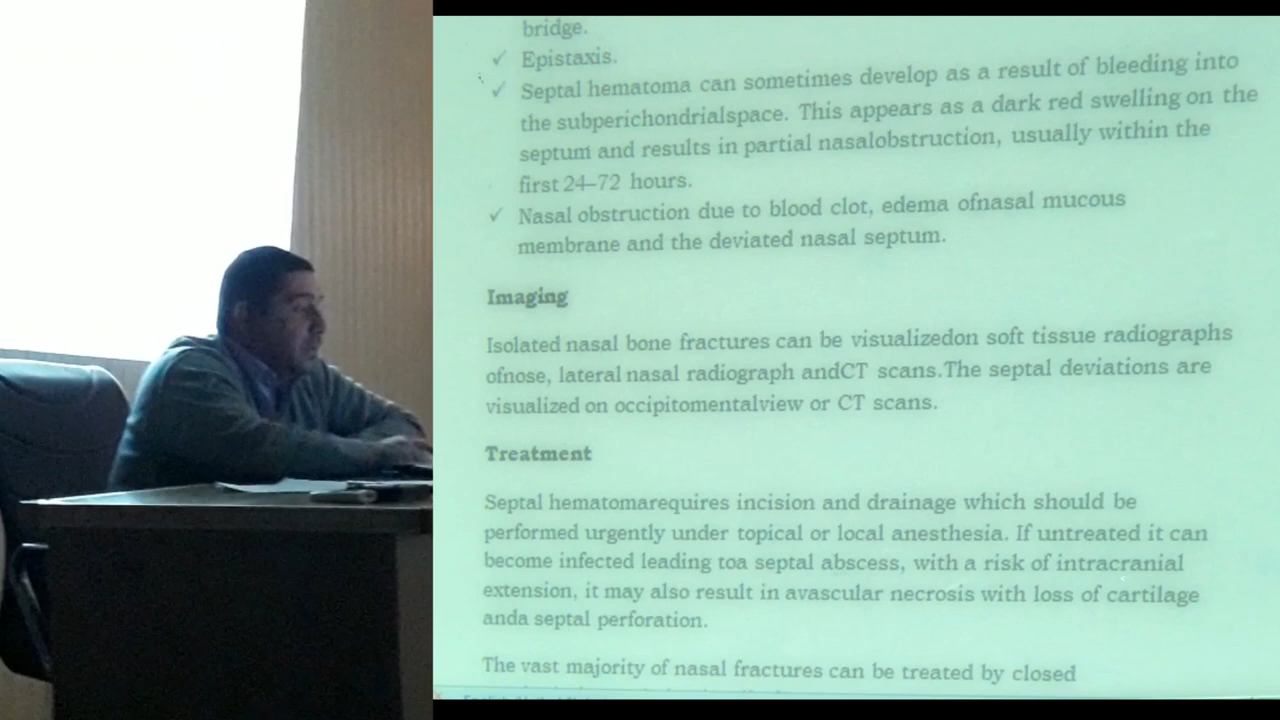 bridge.
✓ Epistaxis.
✓ Septal hematoma can sometimes develop as a result of bleeding into
the subperichondrialspace. This appears as a dark red swelling on the
septum and results in partial nasalobstruction, usually within the
first 24–72 hours.
✓ Nasal obstruction due to blood clot, edema ofnasal mucous
membrane and the deviated nasal septum.
Imaging
Isolated nasal bone fractures can be visualizedon soft tissue radiographs
ofnose, lateral nasal radiograph andCT scans.The septal deviations are
visualized on occipitomentalview or CT scans.
Treatment
Septal hematomarequires incision and drainage which should be
performed urgently under topical or local anesthesia. If untreated it can
become infected leading toa septal abscess, with a risk of intracranial
extension, it may also result in avascular necrosis with loss of cartilage
anda septal perforation.
The vast majority of nasal fractures can be treated by closed